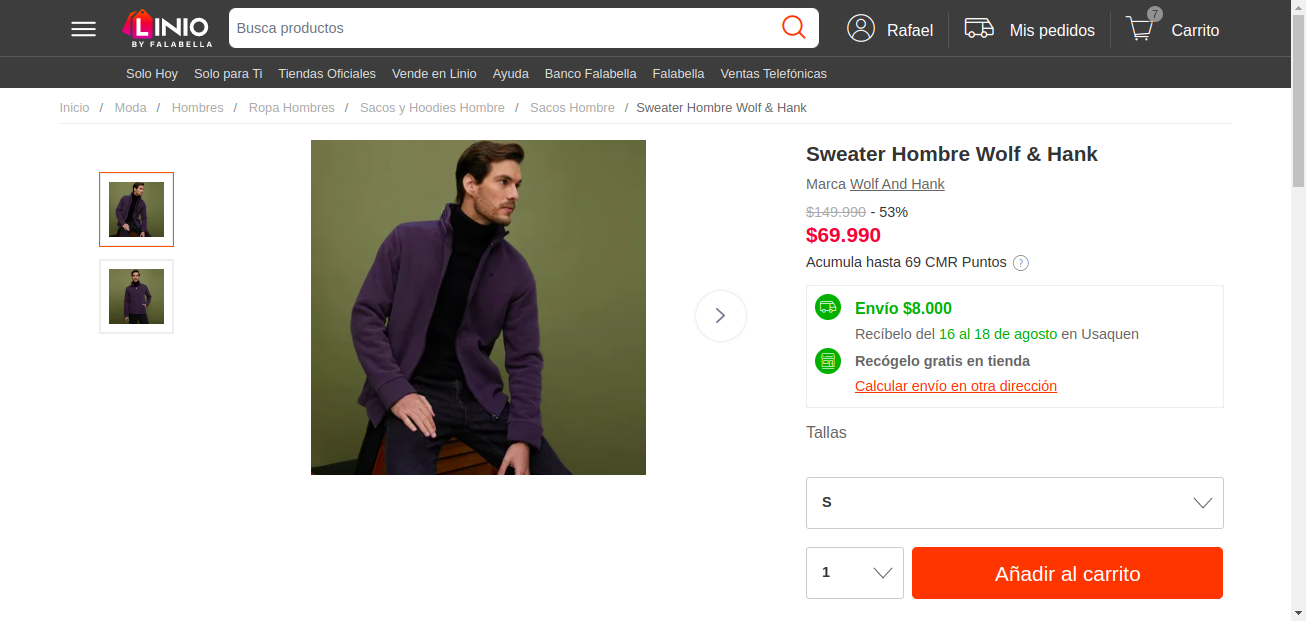 LINIO
BY FALABELLA
Busca productos
Rafael
Mis pedidos
7
Carrito
Solo Hoy
Solo para Ti
Tiendas Oficiales
Vende en Linio
Ayuda
Banco Falabella
Falabella
Ventas Telefónicas
Inicio / Moda / Hombres / Ropa Hombres / Sacos y Hoodies Hombre / Sacos Hombre / Sweater Hombre Wolf & Hank
Sweater Hombre Wolf & Hank
Marca Wolf And Hank
$149.990 - 53%
$69.990
Acumula hasta 69 CMR Puntos ?
Envío $8.000
Recíbelo del 16 al 18 de agosto en Usaquen
Recógelo gratis en tienda
Calcular envío en otra dirección
Tallas
S
1
Añadir al carrito